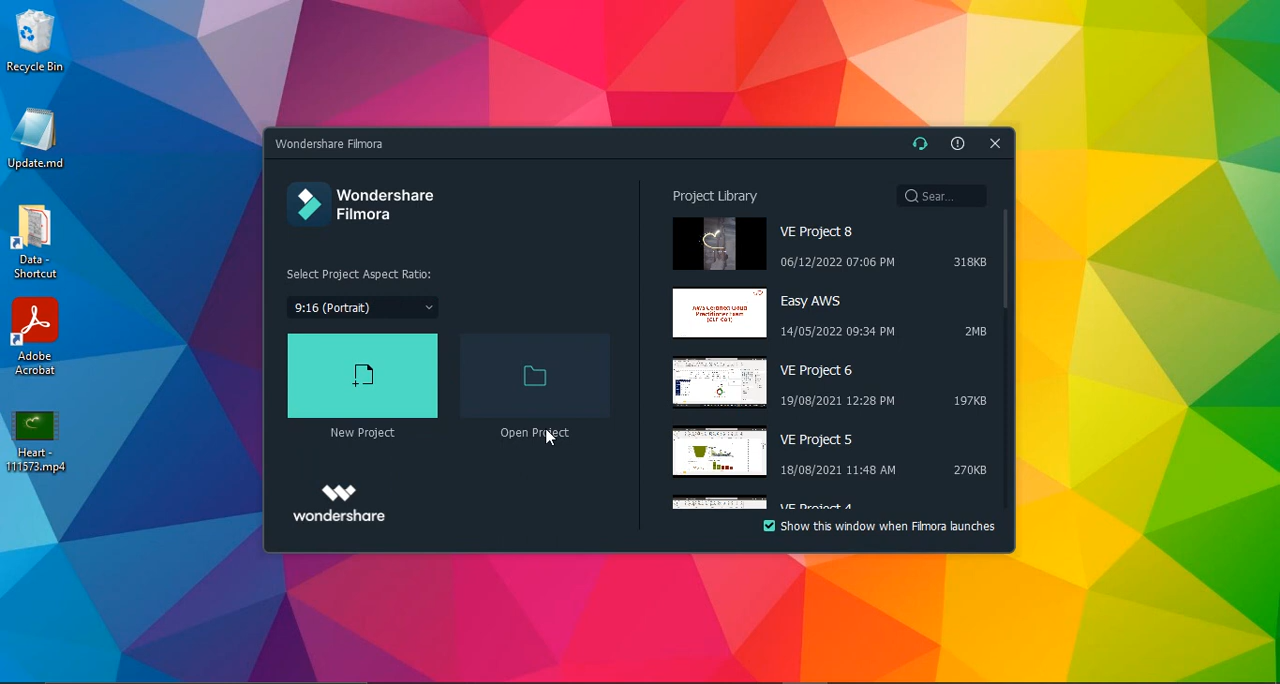 Recycle Bin
Update.md
Data -
Shortcut
Adobe
Acrobat
Heart -
111573.mp4
Wondershare Filmora
Wondershare
Filmora
Select Project Aspect Ratio:
9:16 (Portrait)
New Project
Open Project
wondershare
Project Library
Sear...
VE Project 8
06/12/2022 07:06 PM
318KB
Easy AWS
14/05/2022 09:34 PM
2MB
VE Project 6
19/08/2021 12:28 PM
197KB
VE Project 5
18/08/2021 11:48 AM
270KB
VE Project 4
Show this window when Filmora launches